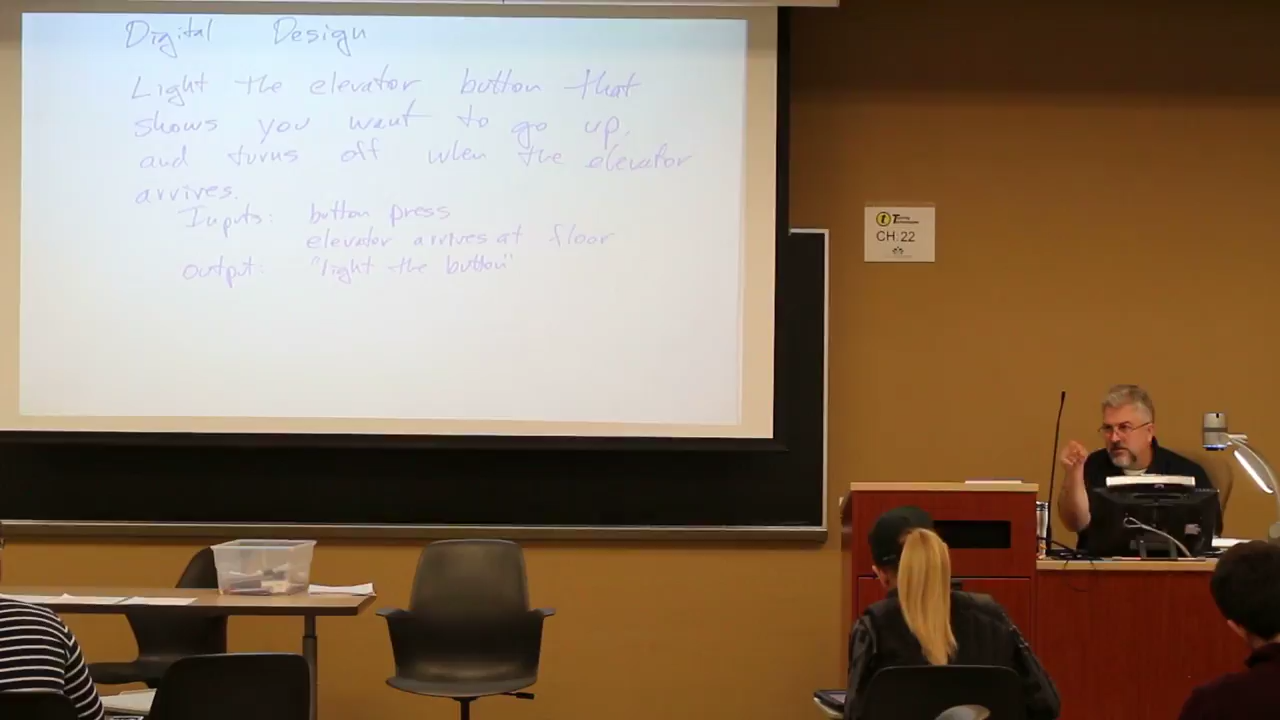 Digital Design
Light the elevator button that
shows you want to go up,
and turns off when the elevator
arrives.
Inputs: button press
elevator arrives at floor
output: "light the button"
CH:22